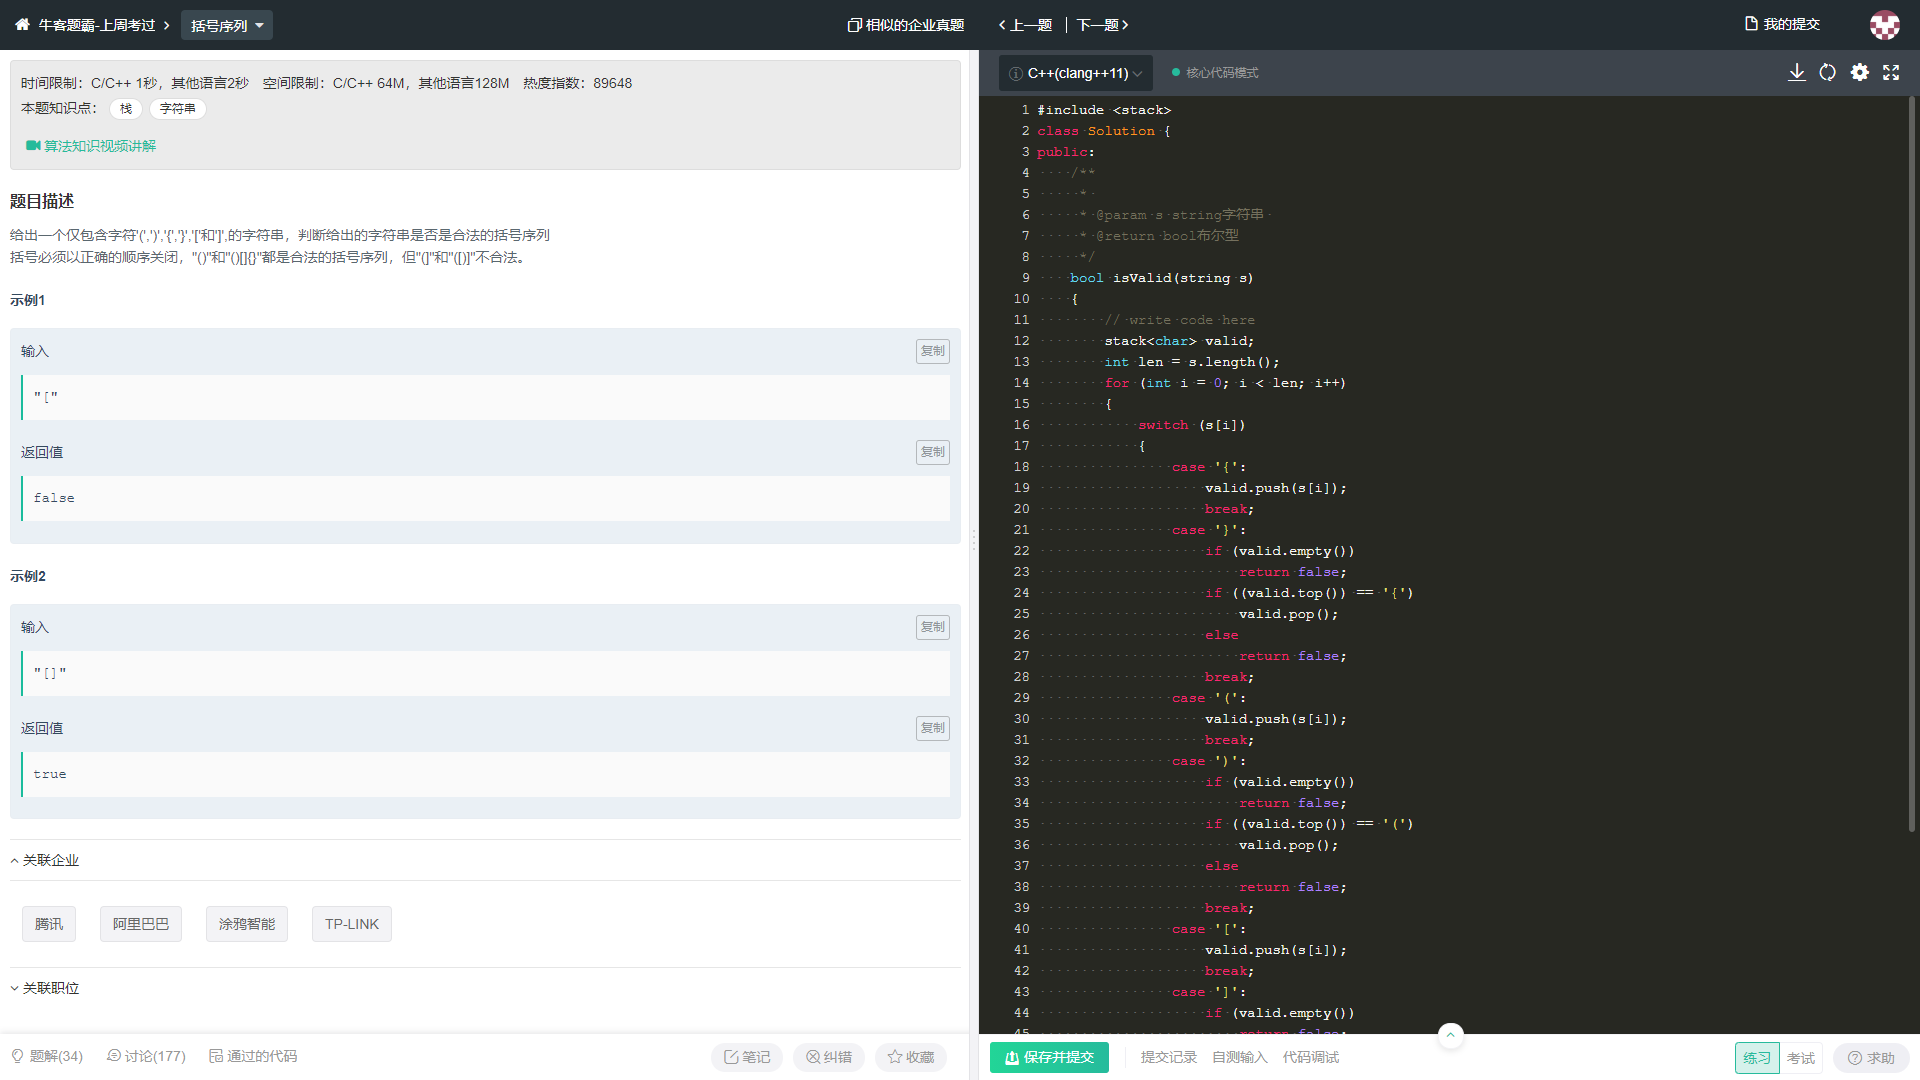 牛客题霸-上周考过 > 括号序列
相似的企业真题 上一题 | 下一题 我的提交
时间限制：C/C++ 1秒，其他语言2秒 空间限制：C/C++ 64M，其他语言128M 热度指数：89648
本题知识点： 栈 字符串
算法知识视频讲解
题目描述
给出一个仅包含字符'(',')','{','}','['和']',的字符串，判断给出的字符串是否是合法的括号序列
括号必须以正确的顺序关闭，"()"和"()[]{}"都是合法的括号序列，但"(]"和"([)]"不合法。
示例1
输入 复制
"["
返回值 复制
false
示例2
输入 复制
"[]"
返回值 复制
true
关联企业
腾讯 阿里巴巴 涂鸦智能 TP-LINK
关联职位
题解(34) 讨论(177) 通过的代码 笔记 纠错 收藏
C++(clang++11) 核心代码模式
1 #include <stack>
2 class Solution {
3 public:
4 /**
5 *
6 * @param s string字符串
7 * @return bool布尔型
8 */
9 bool isValid(string s)
10 {
11 // write code here
12 stack<char> valid;
13 int len = s.length();
14 for (int i = 0; i < len; i++)
15 {
16 switch (s[i])
17 {
18 case '{':
19 valid.push(s[i]);
20 break;
21 case '}':
22 if (valid.empty())
23 return false;
24 if ((valid.top()) == '{')
25 valid.pop();
26 else
27 return false;
28 break;
29 case '(':
30 valid.push(s[i]);
31 break;
32 case ')':
33 if (valid.empty())
34 return false;
35 if ((valid.top()) == '(')
36 valid.pop();
37 else
38 return false;
39 break;
40 case '[':
41 valid.push(s[i]);
42 break;
43 case ']':
44 if (valid.empty())
45 return false;
保存并提交 提交记录 自测输入 代码调试 练习 考试 求助